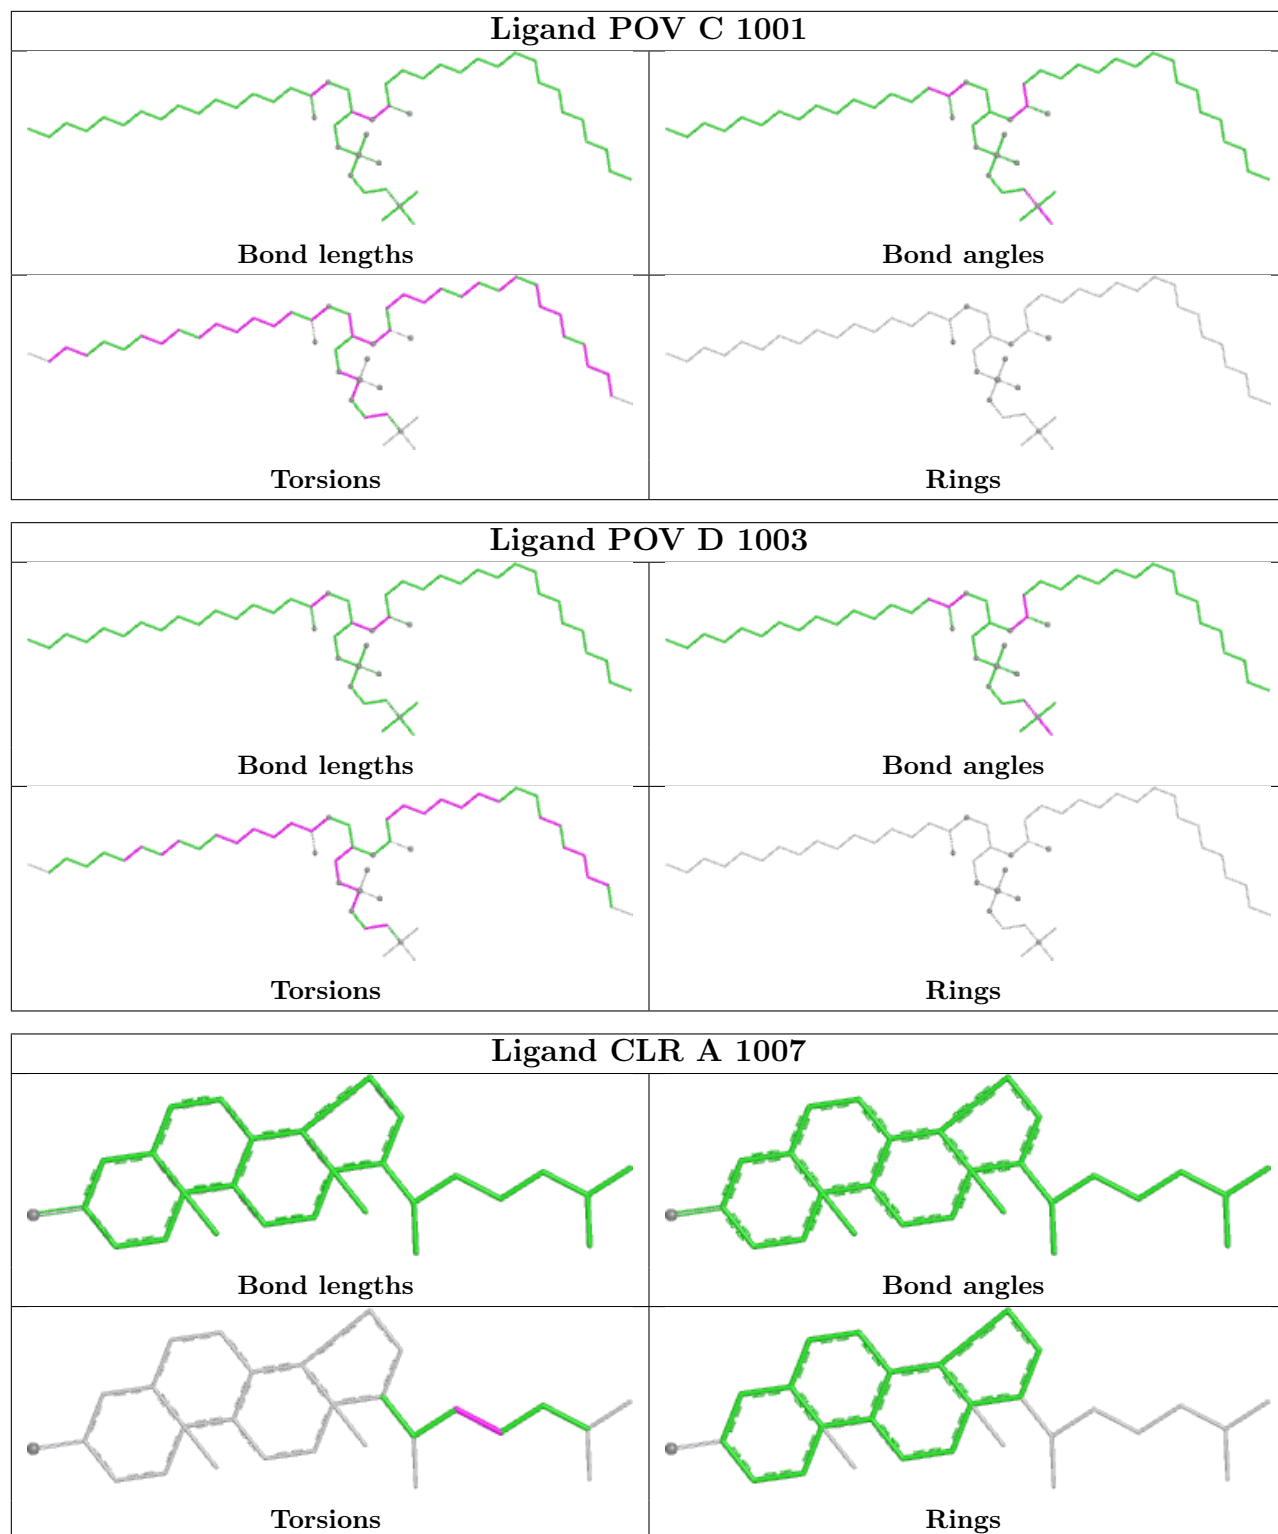 Ligand POV C 1001
Bond lengths
Bond angles
Torsions
Rings
Ligand POV D 1003
Bond lengths
Bond angles
Torsions
Rings
Ligand CLR A 1007
Bond lengths
Bond angles
Torsions
Rings